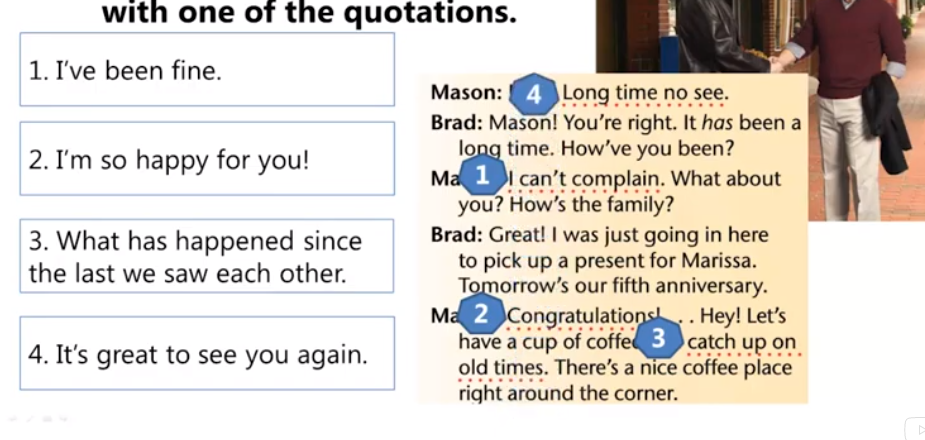 with one of the quotations.
1. I've been fine.
2. I'm so happy for you!
3. What has happened since
the last we saw each other.
4. It's great to see you again.
Mason: 4 Long time no see.
Brad: Mason! You're right. It has been a
long time. How've you been?
Ma 1 I can't complain. What about
you? How's the family?
Brad: Great! I was just going in here
to pick up a present for Marissa.
Tomorrow's our fifth anniversary.
Ma 2 Congratulations! . . Hey! Let's
have a cup of coffe 3 catch up on
old times. There's a nice coffee place
right around the corner.